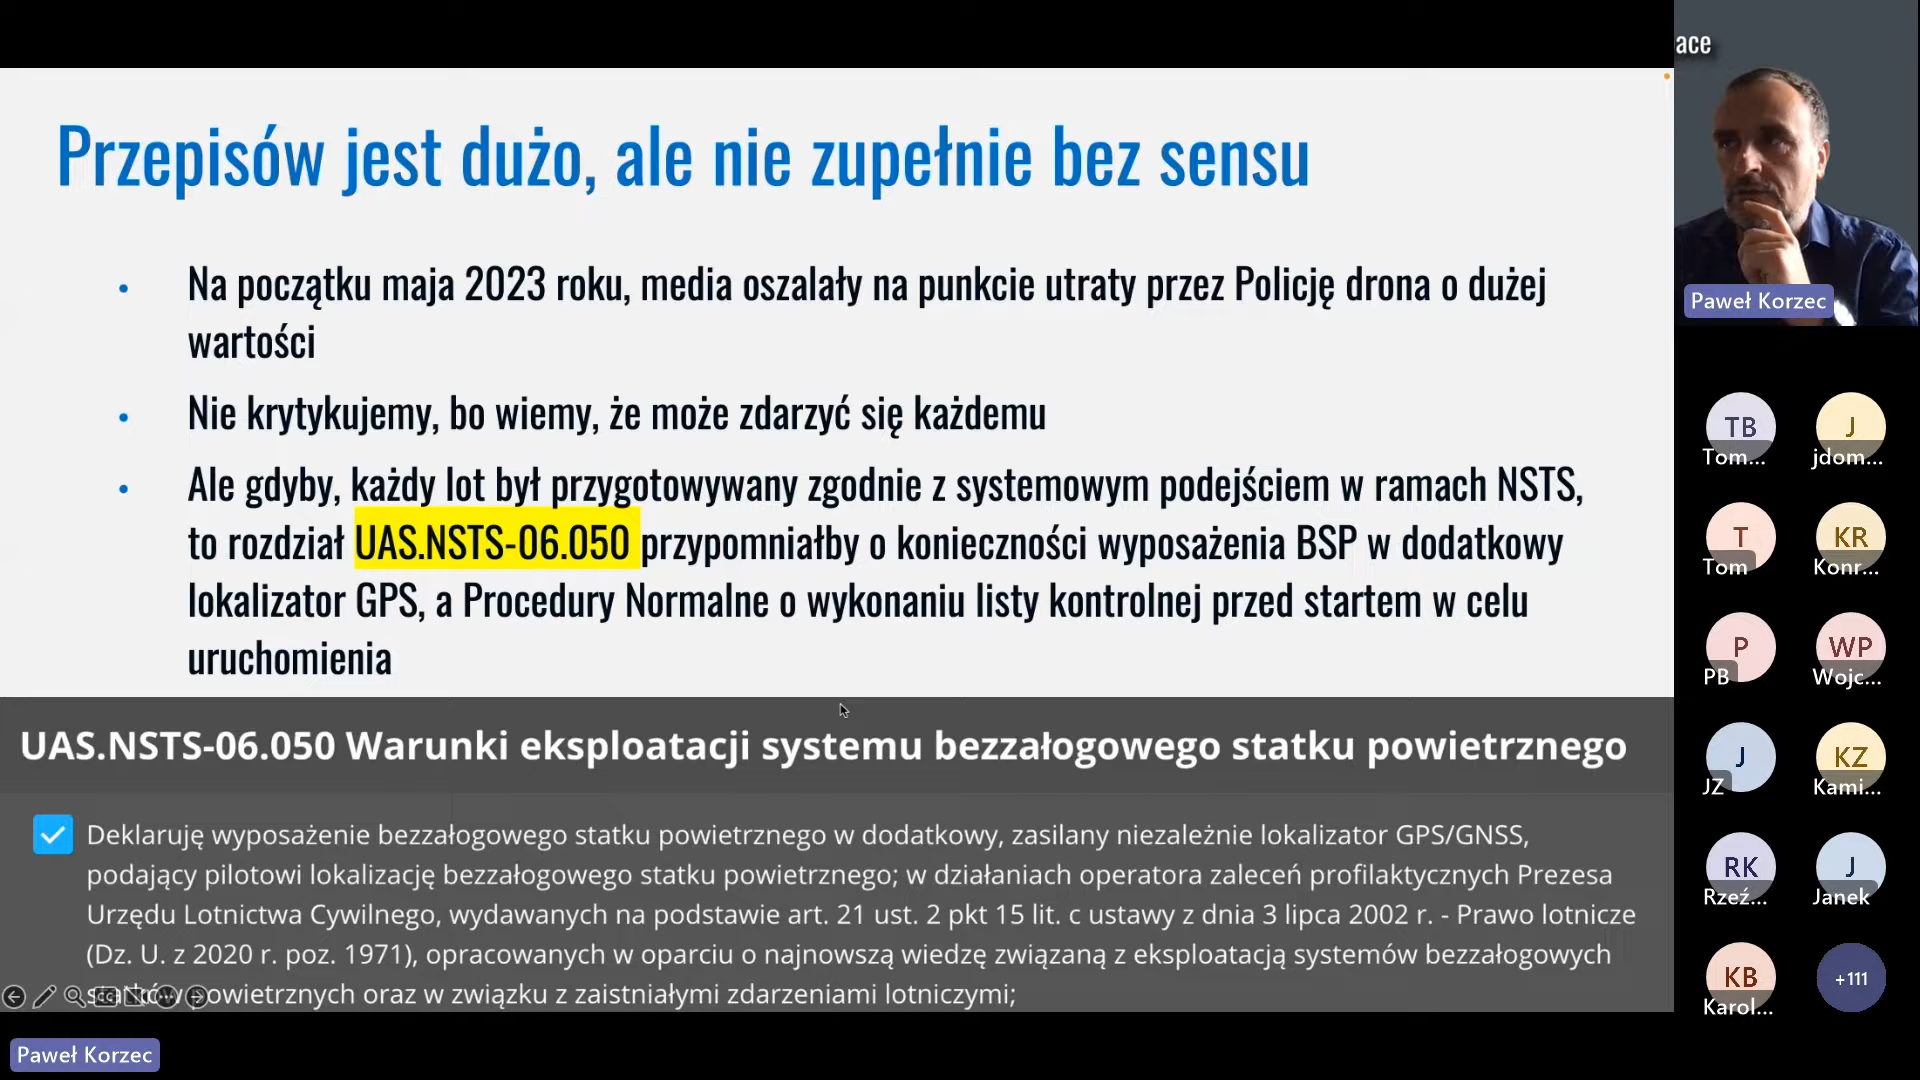 ace
Przepisów jest dużo, ale nie zupełnie bez sensu
Na początku maja 2023 roku, media oszalały na punkcie utraty przez Policję drona o dużej
wartości
Nie krytykujemy, bo wiemy, że może zdarzyć się każdemu
Ale gdyby, każdy lot był przygotowywany zgodnie z systemowym podejściem w ramach NSTS,
to rozdział UAS.NSTS-06.050 przypomniałby o konieczności wyposażenia BSP w dodatkowy
lokalizator GPS, a Procedury Normalne o wykonaniu listy kontrolnej przed startem w celu
uruchomienia
UAS.NSTS-06.050 Warunki eksploatacji systemu bezzałogowego statku powietrznego
Deklaruję wyposażenie bezzałogowego statku powietrznego w dodatkowy, zasilany niezależnie lokalizator GPS/GNSS,
podający pilotowi lokalizację bezzałogowego statku powietrznego; w działaniach operatora zaleceń profilaktycznych Prezesa
Urzędu Lotnictwa Cywilnego, wydawanych na podstawie art. 21 ust. 2 pkt 15 lit. c ustawy z dnia 3 lipca 2002 r. - Prawo lotnicze
(Dz. U. z 2020 r. poz. 1971), opracowanych w oparciu o najnowszą wiedzę związaną z eksploatacją systemów bezzałogowych
powietrznych oraz w związku z zaistniałymi zdarzeniami lotniczymi;
Paweł Korzec
Paweł Korzec
TB
Tom...
J
jdom...
T
Tom
KR
Konr...
P
PB
WP
Wojc...
J
JZ
KZ
Kami...
RK
Rzeź...
J
Janek
KB
Karol...
+111